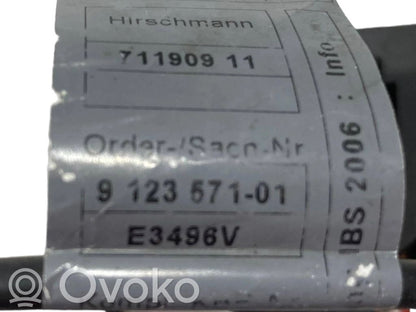 Hirschmann
711909 11
Order-/Sach-Nr
9 123 571-01
E3496V
IBS 2006 : Info
OVOKO